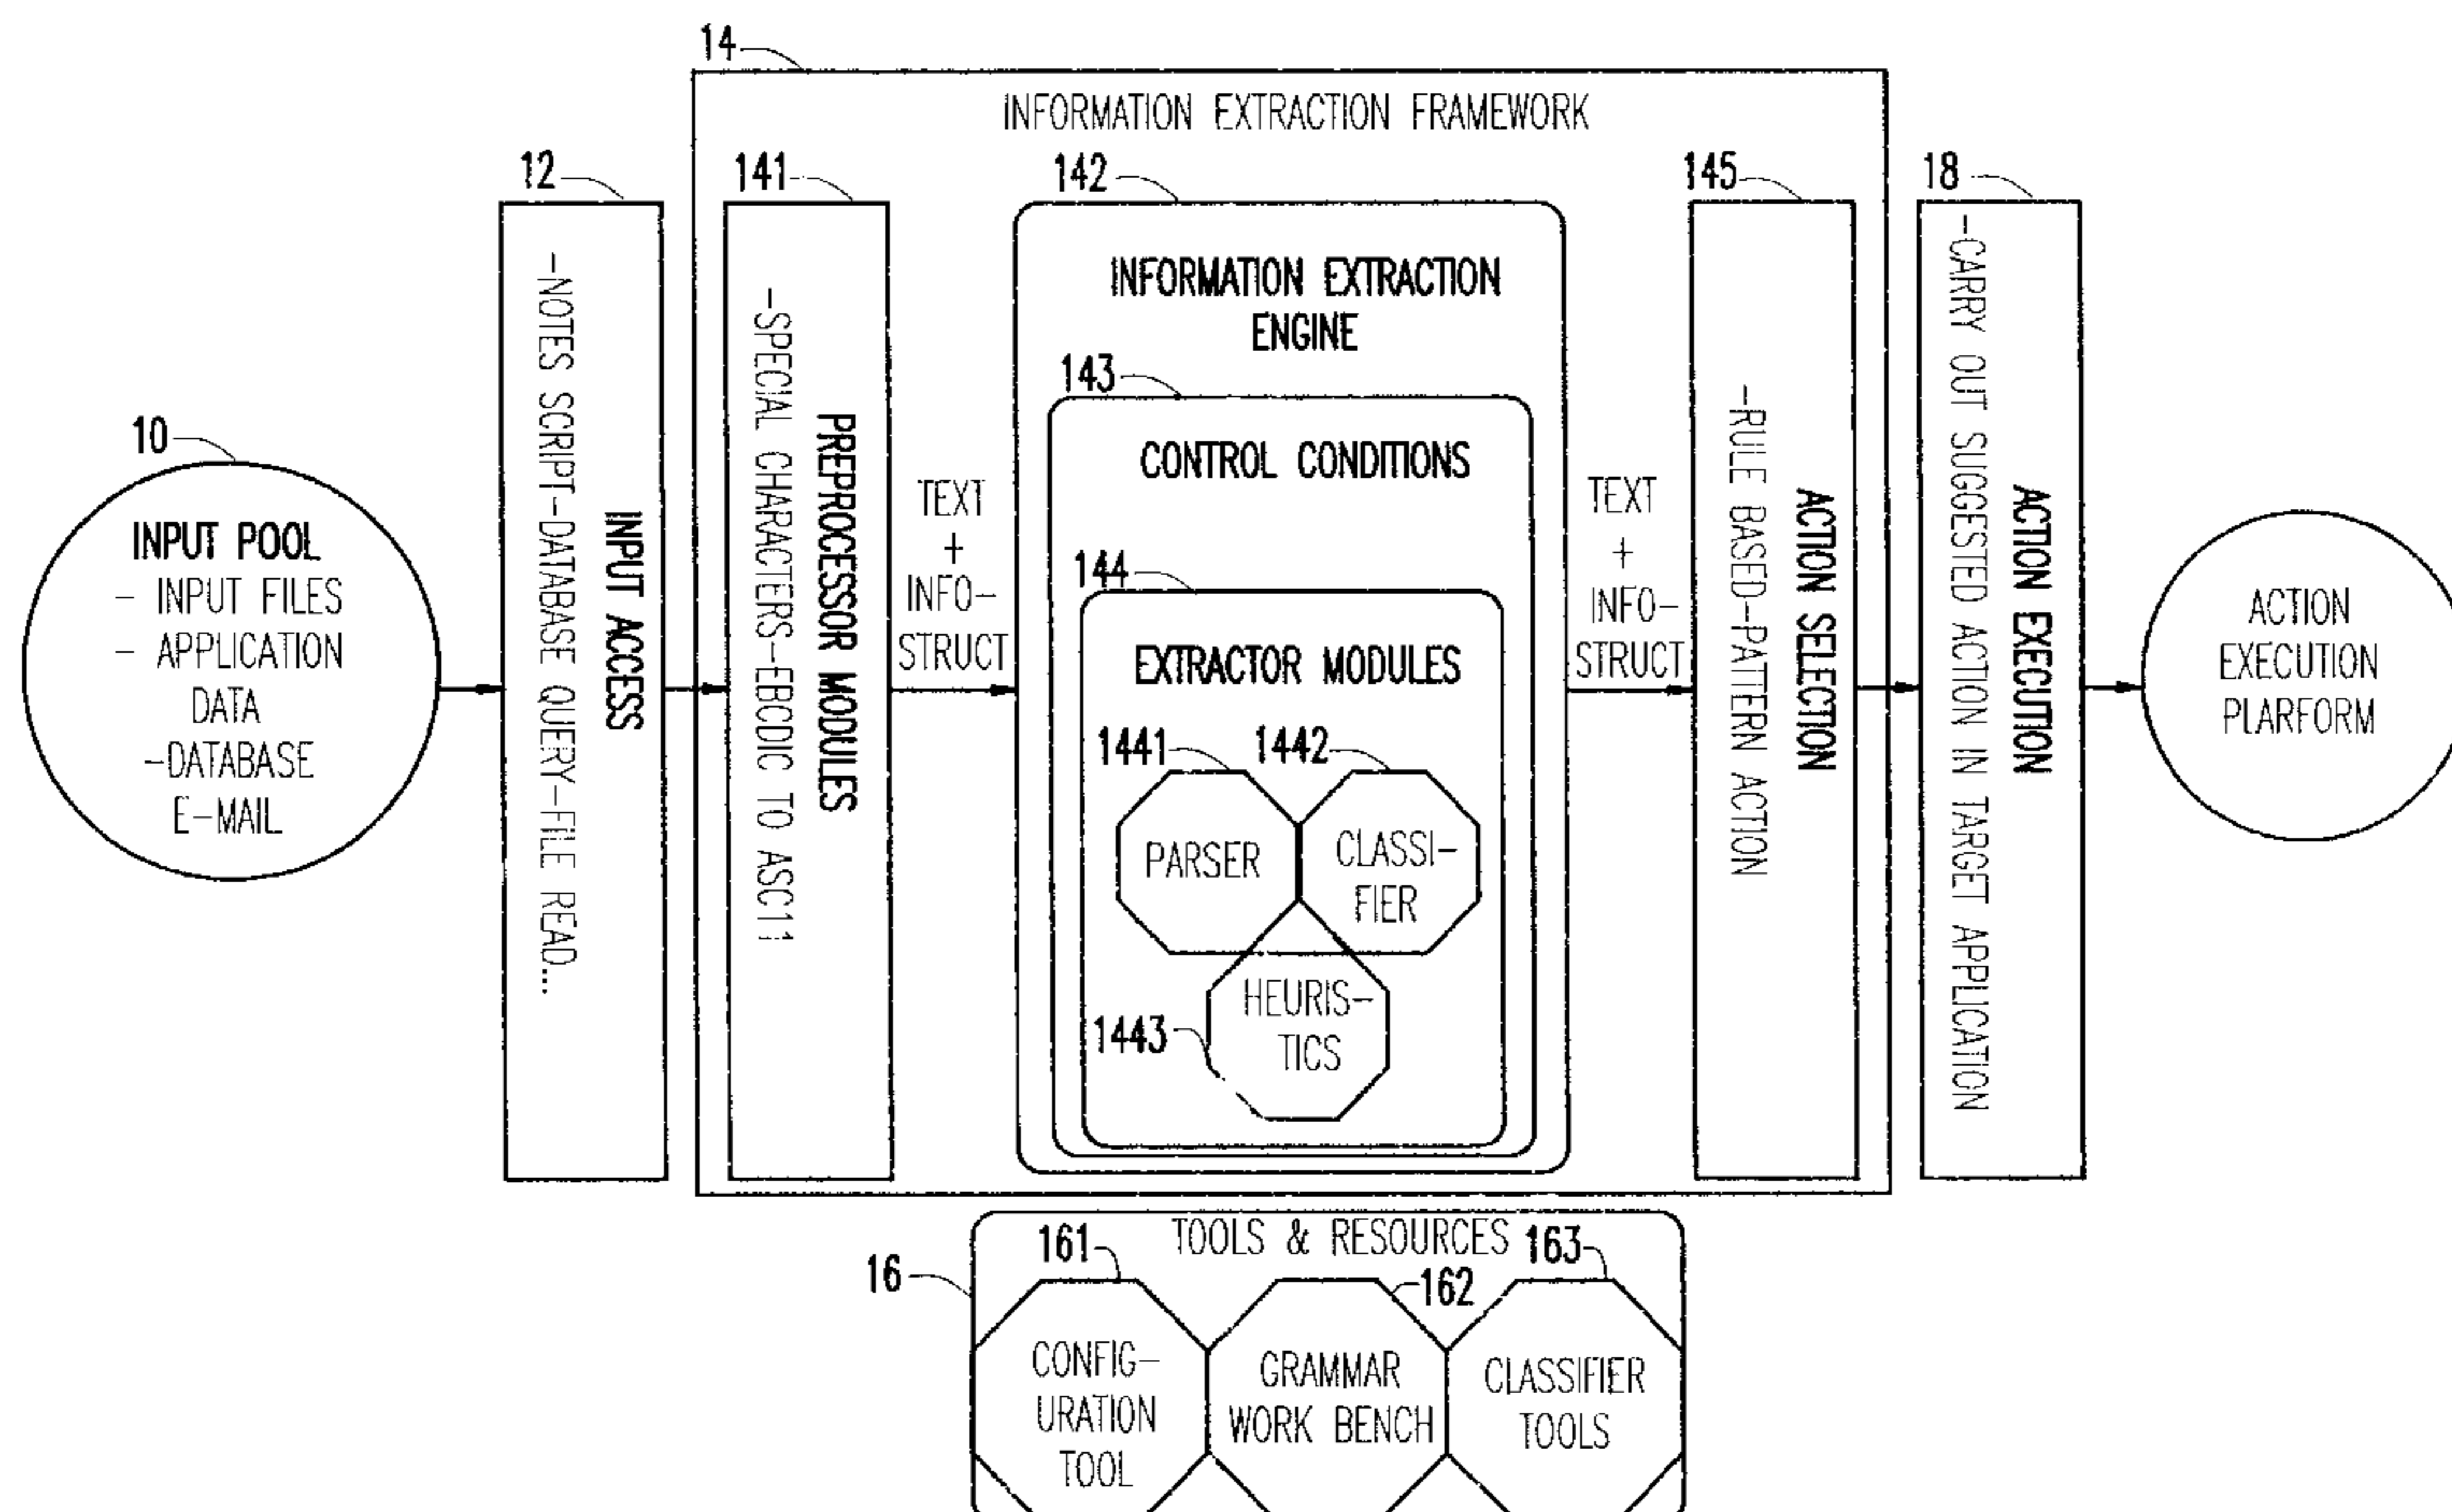 14
INFORMATION EXTRACTION FRAMEWORK
12
141
142
145
18
10
INPUT POOL
- INPUT FILES
- APPLICATION
DATA
-DATABASE
E-MAIL
INPUT ACCESS
-NOTES SCRIPT-DATABASE QUERY-FILE READ...
PREPROCESSOR MODULES
-SPECIAL CHARACTERS-EBCDIC TO ASC11
TEXT
+
INFO-
STRUCT
INFORMATION EXTRACTION
ENGINE
143
CONTROL CONDITIONS
144
EXTRACTOR MODULES
1441
1442
PARSER
CLASSI-
FIER
1443
HEURIS-
TICS
TEXT
+
INFO-
STRUCT
ACTION SELECTION
-RULE BASED-PATTERN ACTION
ACTION EXECUTION
-CARRY OUT SUGGESTED ACTION IN TARGET APPLICATION
ACTION
EXECUTION
PLARFORM
TOOLS & RESOURCES
16
161
162
163
CONFIG-
URATION
TOOL
GRAMMAR
WORK BENCH
CLASSIFIER
TOOLS